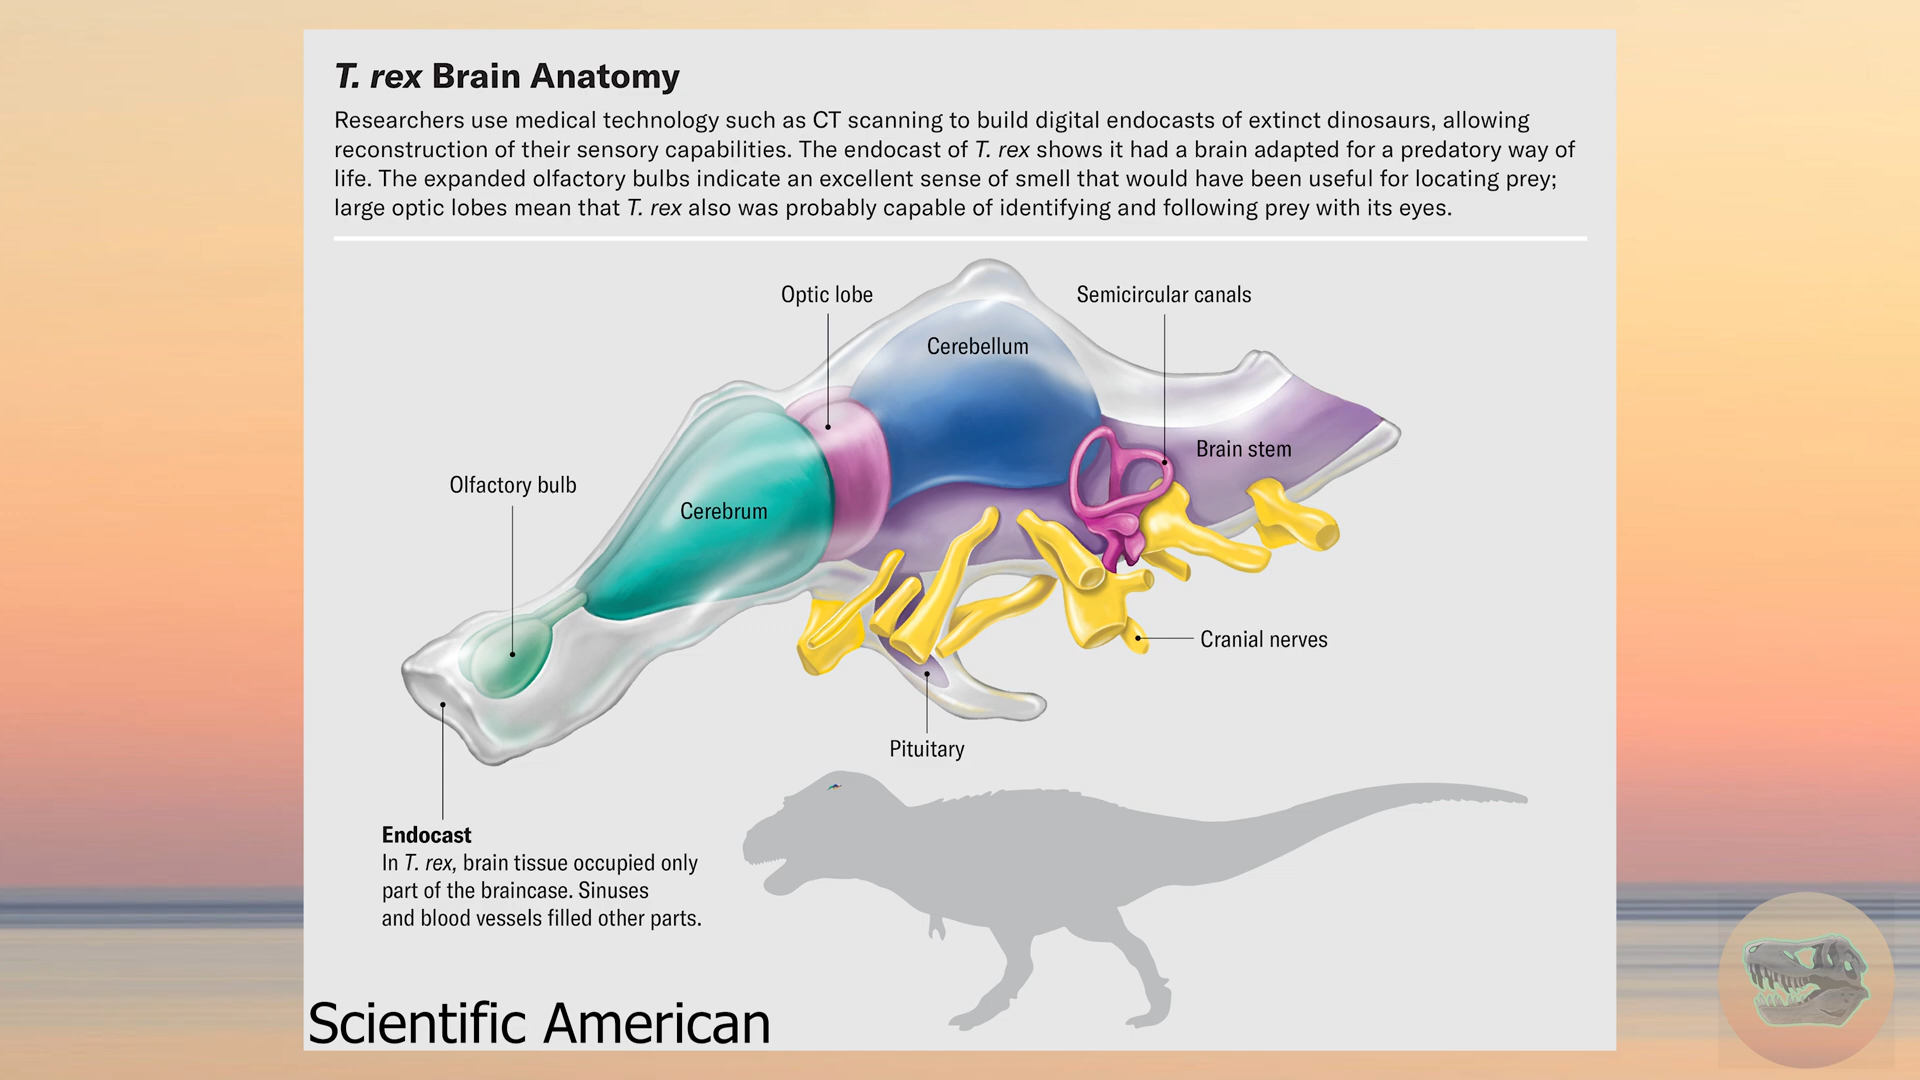 T. rex Brain Anatomy
Researchers use medical technology such as CT scanning to build digital endocasts of extinct dinosaurs, allowing
reconstruction of their sensory capabilities. The endocast of T. rex shows it had a brain adapted for a predatory way of
life. The expanded olfactory bulbs indicate an excellent sense of smell that would have been useful for locating prey;
large optic lobes mean that T. rex also was probably capable of identifying and following prey with its eyes.
Optic lobe
Semicircular canals
Cerebellum
Brain stem
Olfactory bulb
Cerebrum
Cranial nerves
Pituitary
Endocast
In T. rex, brain tissue occupied only
part of the braincase. Sinuses
and blood vessels filled other parts.
Scientific American